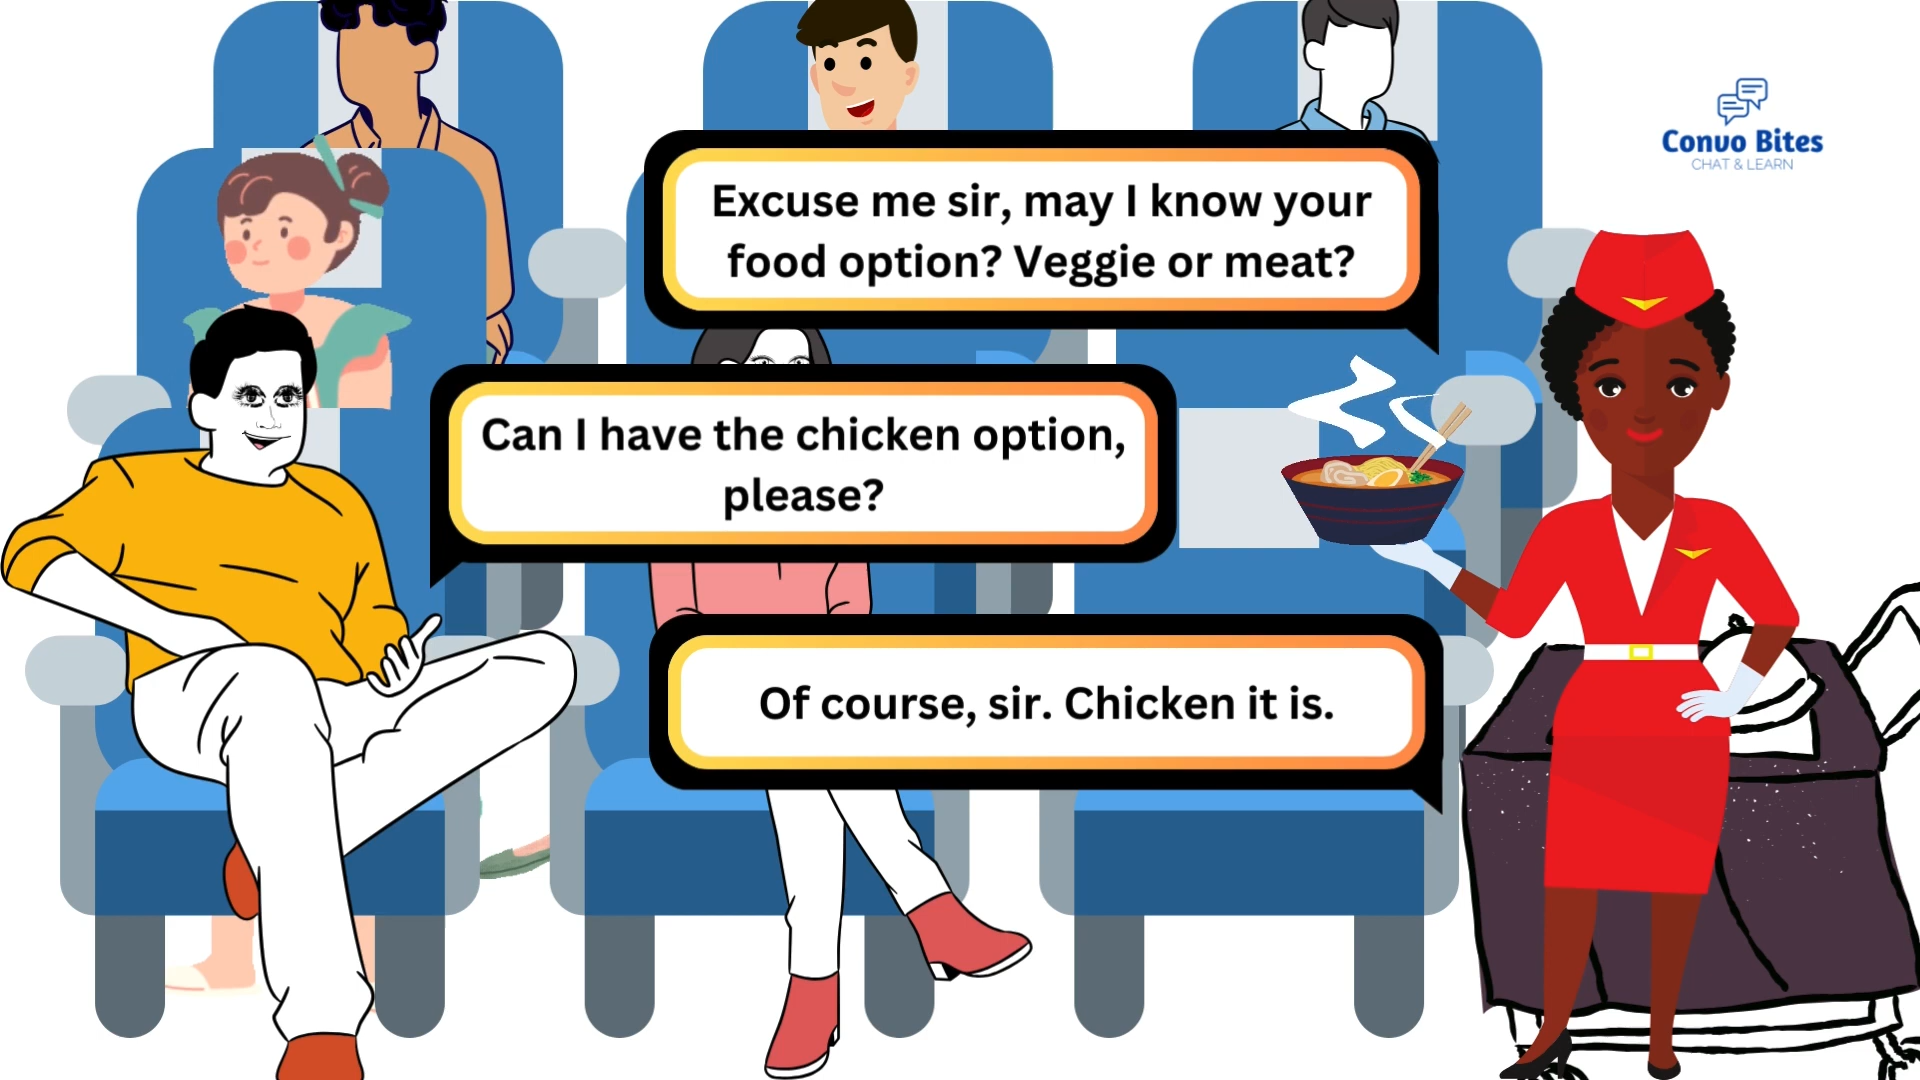 Convo Bites
CHAT & LEARN
Excuse me sir, may I know your
food option? Veggie or meat?
Can I have the chicken option,
please?
Of course, sir. Chicken it is.